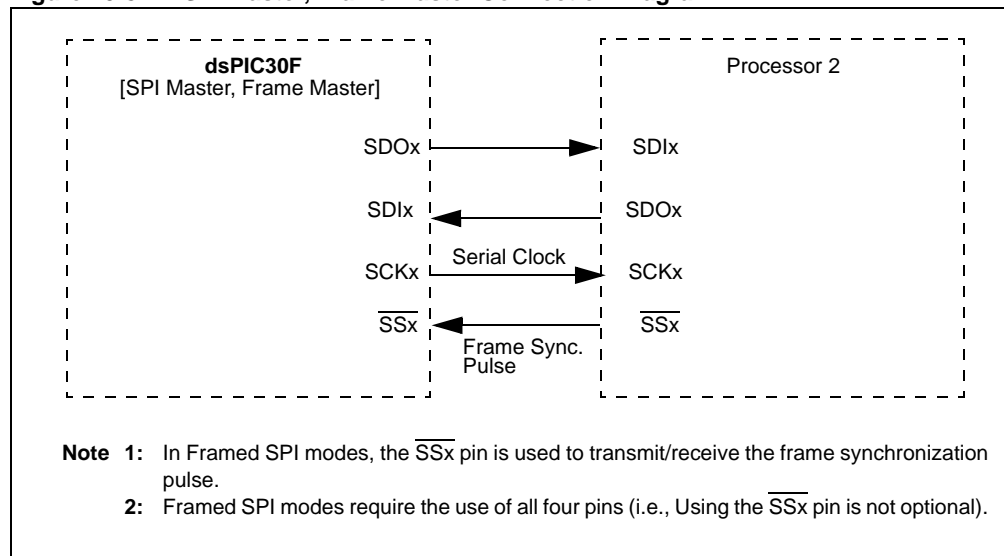 dsPIC30F
[SPI Master, Frame Master]
Processor 2
SDOx
SDIx
SDIx
SDOx
SCKx
Serial Clock
SCKx
SSx
SSx
Frame Sync.
Pulse
Note 1: In Framed SPI modes, the SSx pin is used to transmit/receive the frame synchronization
pulse.
2: Framed SPI modes require the use of all four pins (i.e., Using the SSx pin is not optional).